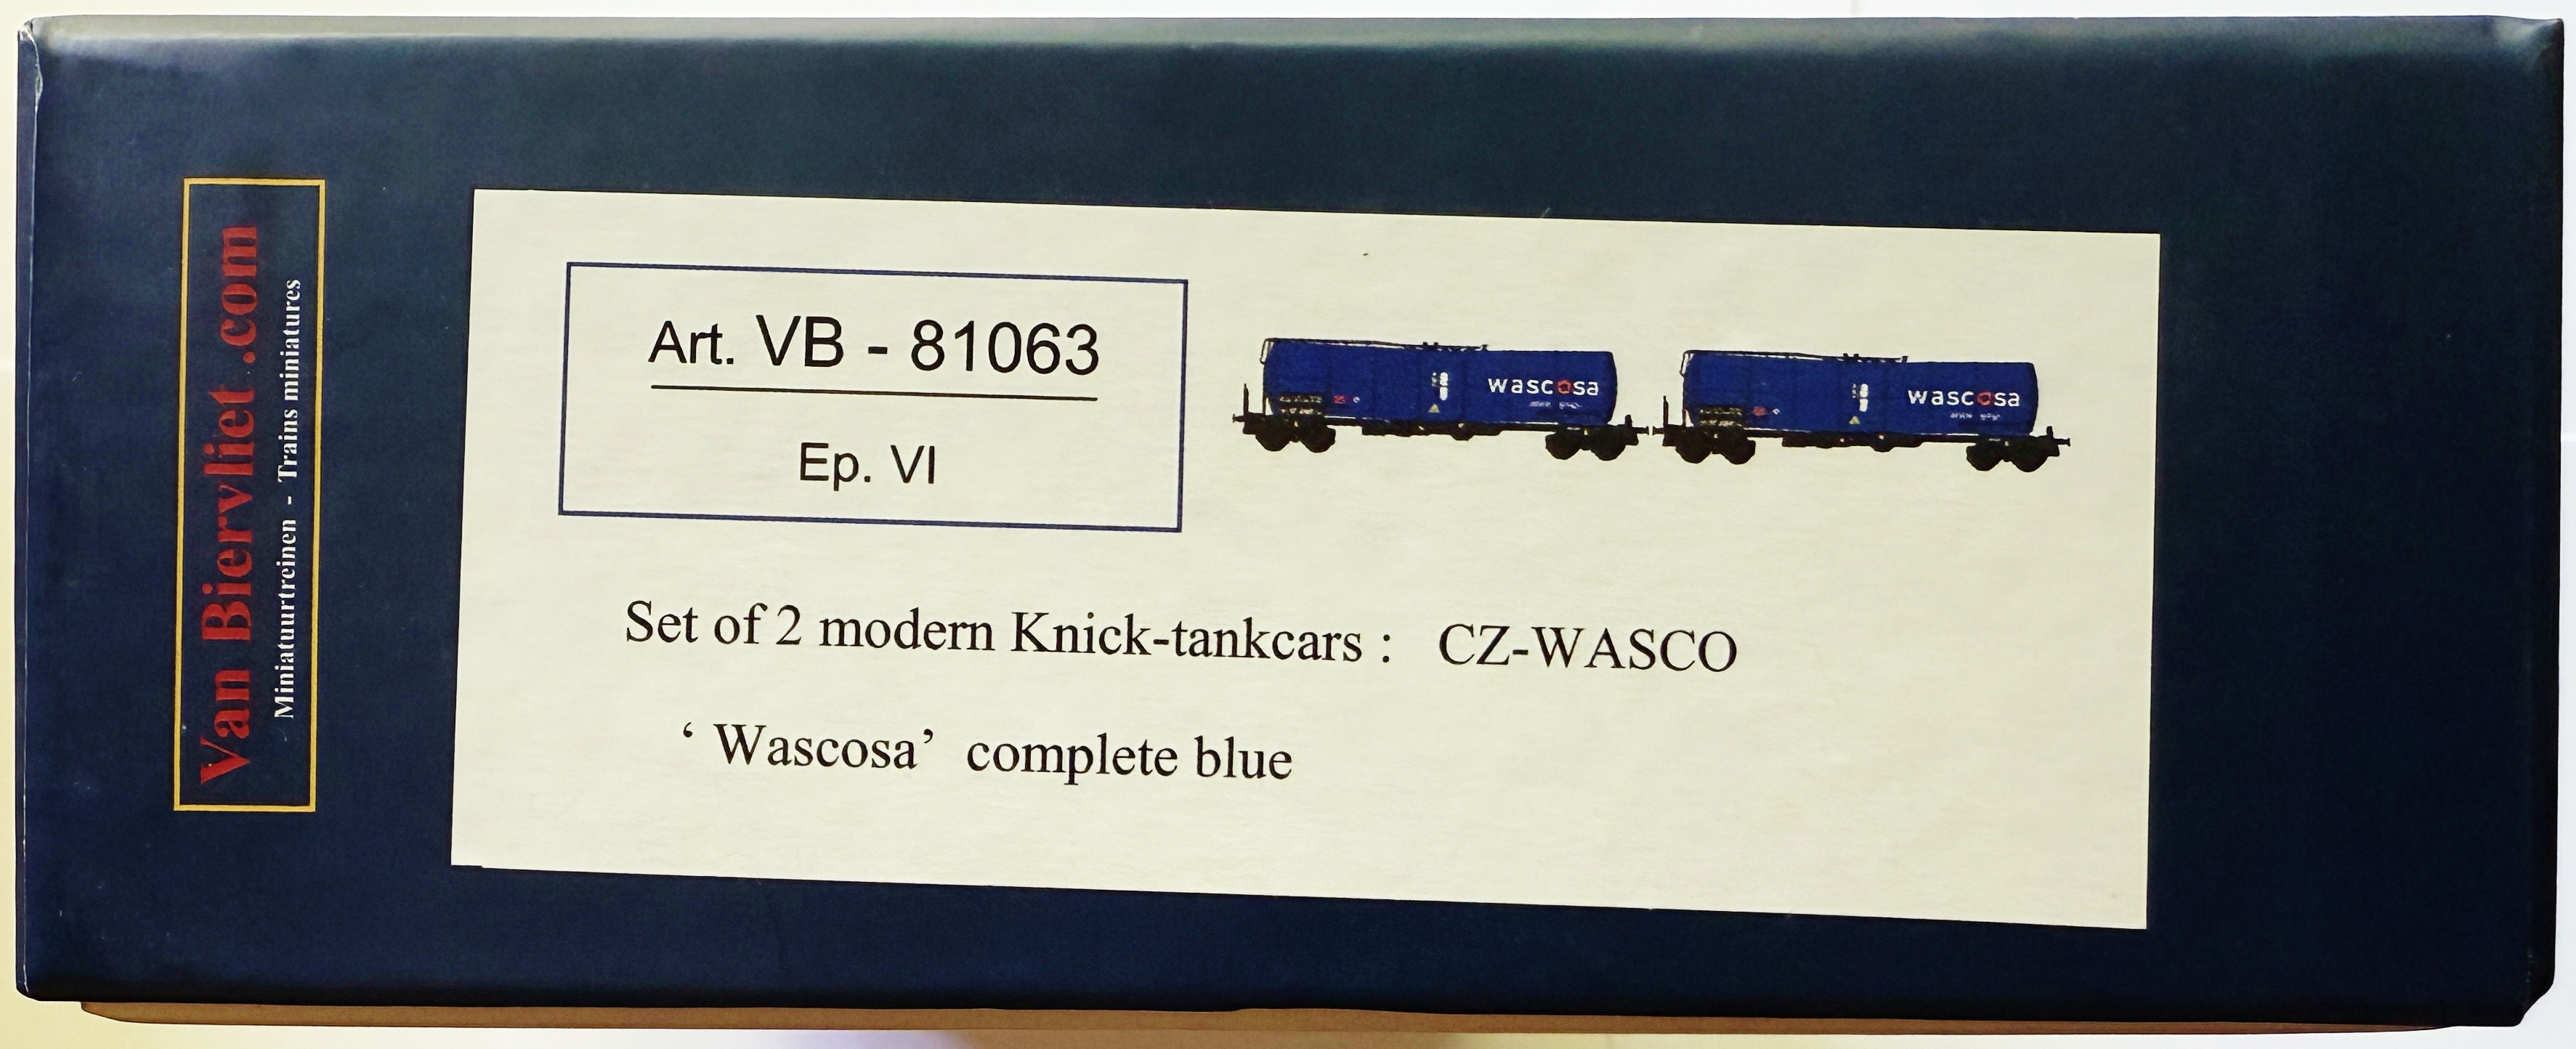 Van Biervliet .com
Miniatuurtreinen - Trains miniatures
Art. VB - 81063
Ep. VI
wascosa
wascosa
Set of 2 modern Knick-tankcars : CZ-WASCO
‘ Wascosa’ complete blue